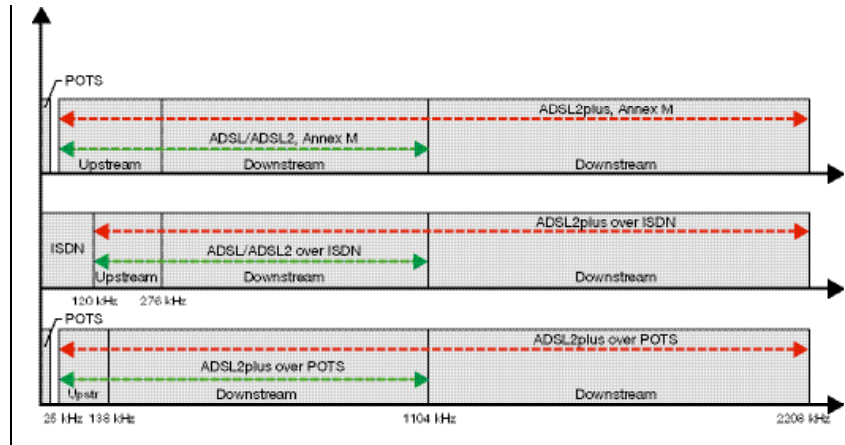 POTS
ADSL2plus, Annex M
ADSL/ADSL2, Annex M
Upstream Downstream Downstream
ADSL2plus over ISDN
ISDN
ADSL/ADSL2 over ISDN
Upstream Downstream Downstream
120 kHz 276 kHz
POTS
ADSL2plus over POTS
ADSL2plus over POTS
Upstr Downstream Downstream
25 kHz 138 kHz 1104 kHz 2208 kHz